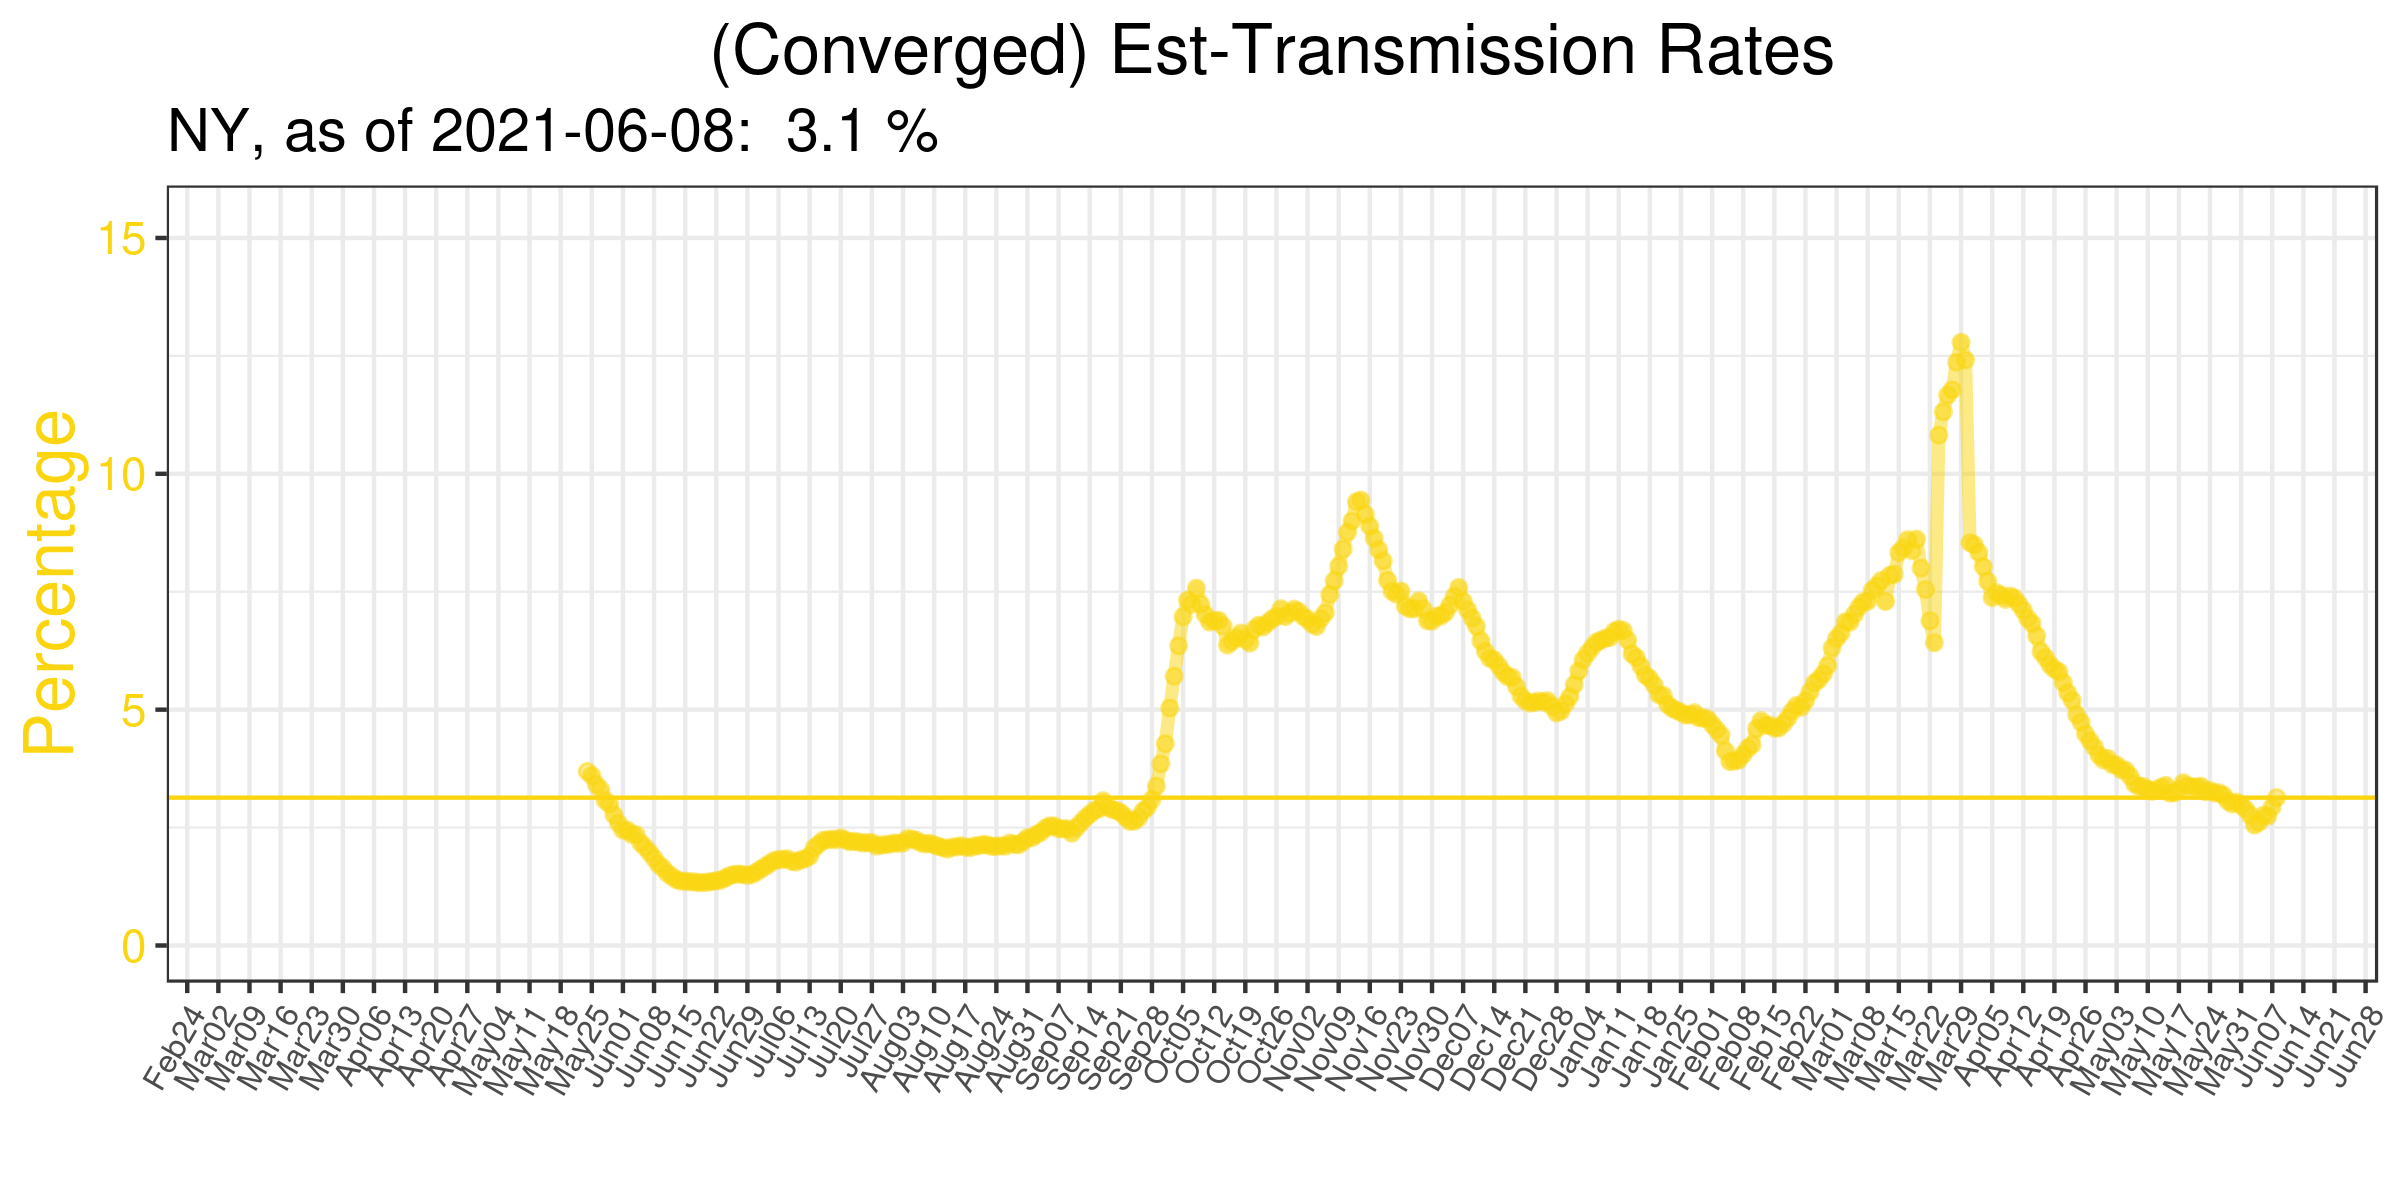 (Converged) Est-Transmission Rates
NY, as of 2021-06-08:  3.1 %
Percentage
15
10
5
0
Feb24
Mar02
Mar09
Mar16
Mar23
Mar30
Apr06
Apr13
Apr20
Apr27
May04
May11
May18
May25
Jun01
Jun08
Jun15
Jun22
Jun29
Jul06
Jul13
Jul20
Jul27
Aug03
Aug10
Aug17
Aug24
Aug31
Sep07
Sep14
Sep21
Sep28
Oct05
Oct12
Oct19
Oct26
Nov02
Nov09
Nov16
Nov23
Nov30
Dec07
Dec14
Dec21
Dec28
Jan04
Jan11
Jan18
Jan25
Feb01
Feb08
Feb15
Feb22
Mar01
Mar08
Mar15
Mar22
Mar29
Apr05
Apr12
Apr19
Apr26
May03
May10
May17
May24
May31
Jun07
Jun14
Jun21
Jun28